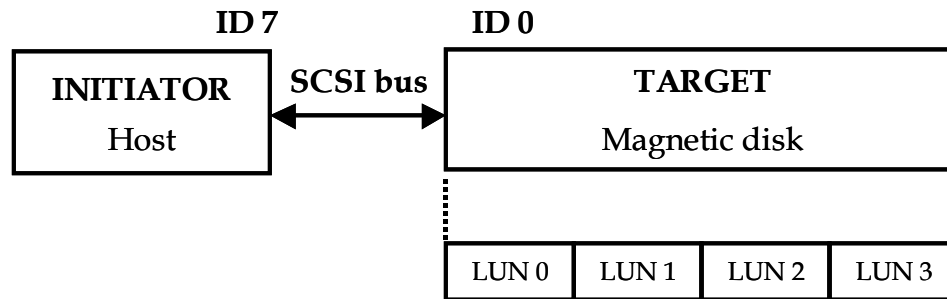 ID 7 ID 0
INITIATOR SCSI bus TARGET
Host Magnetic disk
LUN 0 LUN 1 LUN 2 LUN 3